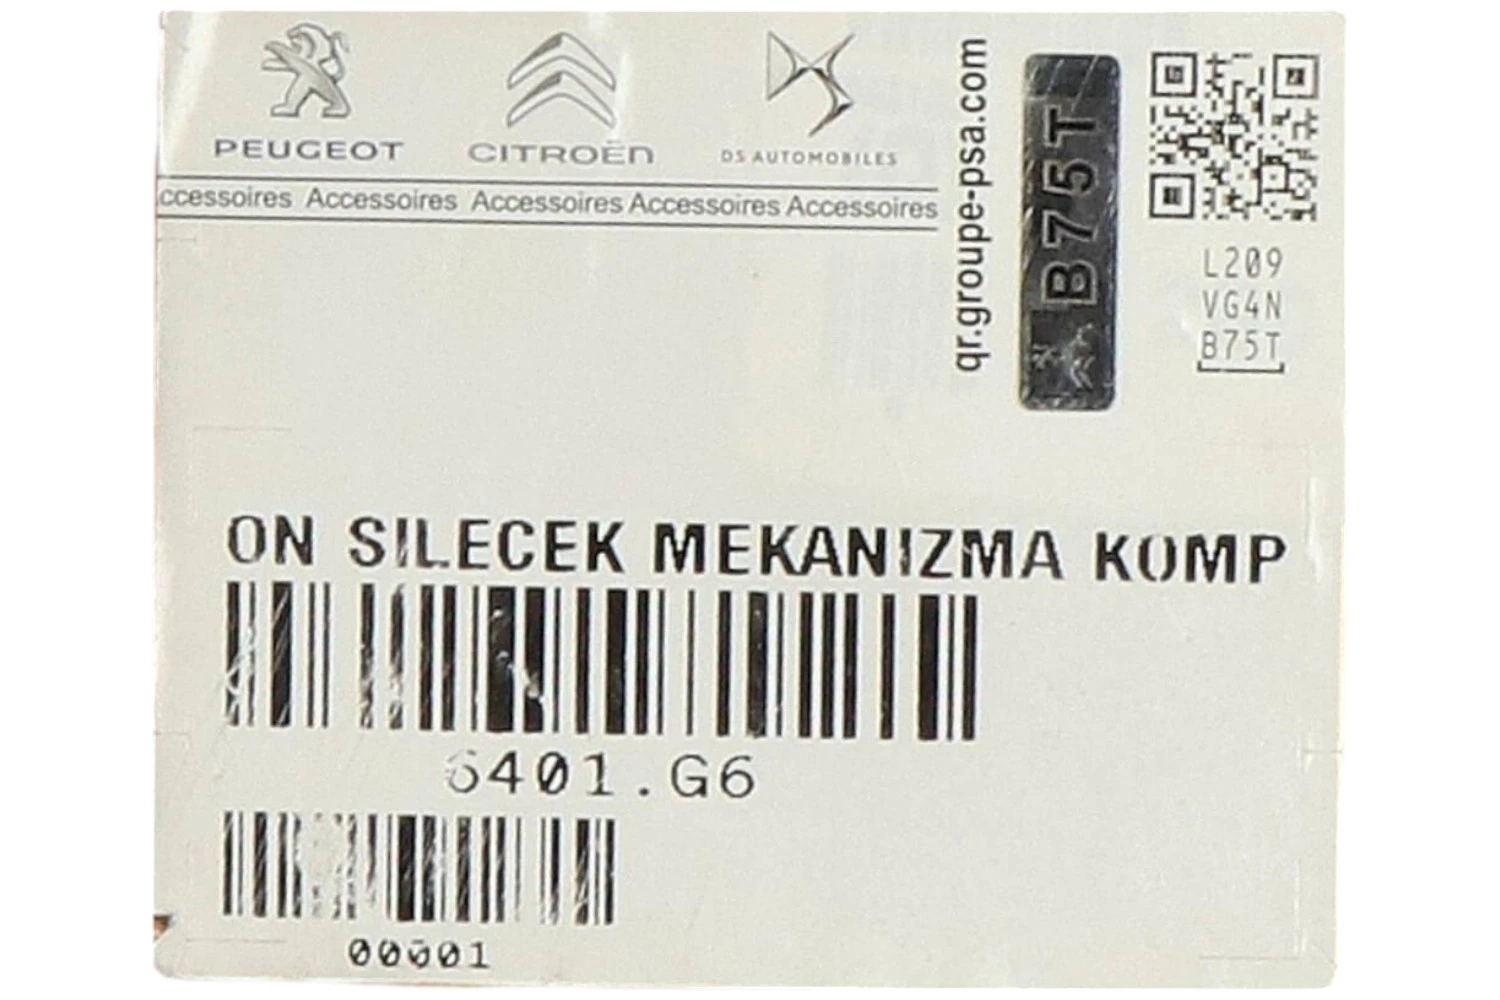 PEUGEOT CITROËN DS AUTOMOBILES
ccessoires Accessoires Accessoires Accessoires Accessoires
qr.groupe-psa.com
B75T
L209
VG4N
B75T
ON SILECEK MEKANIZMA KOMP
6401.G6
00001